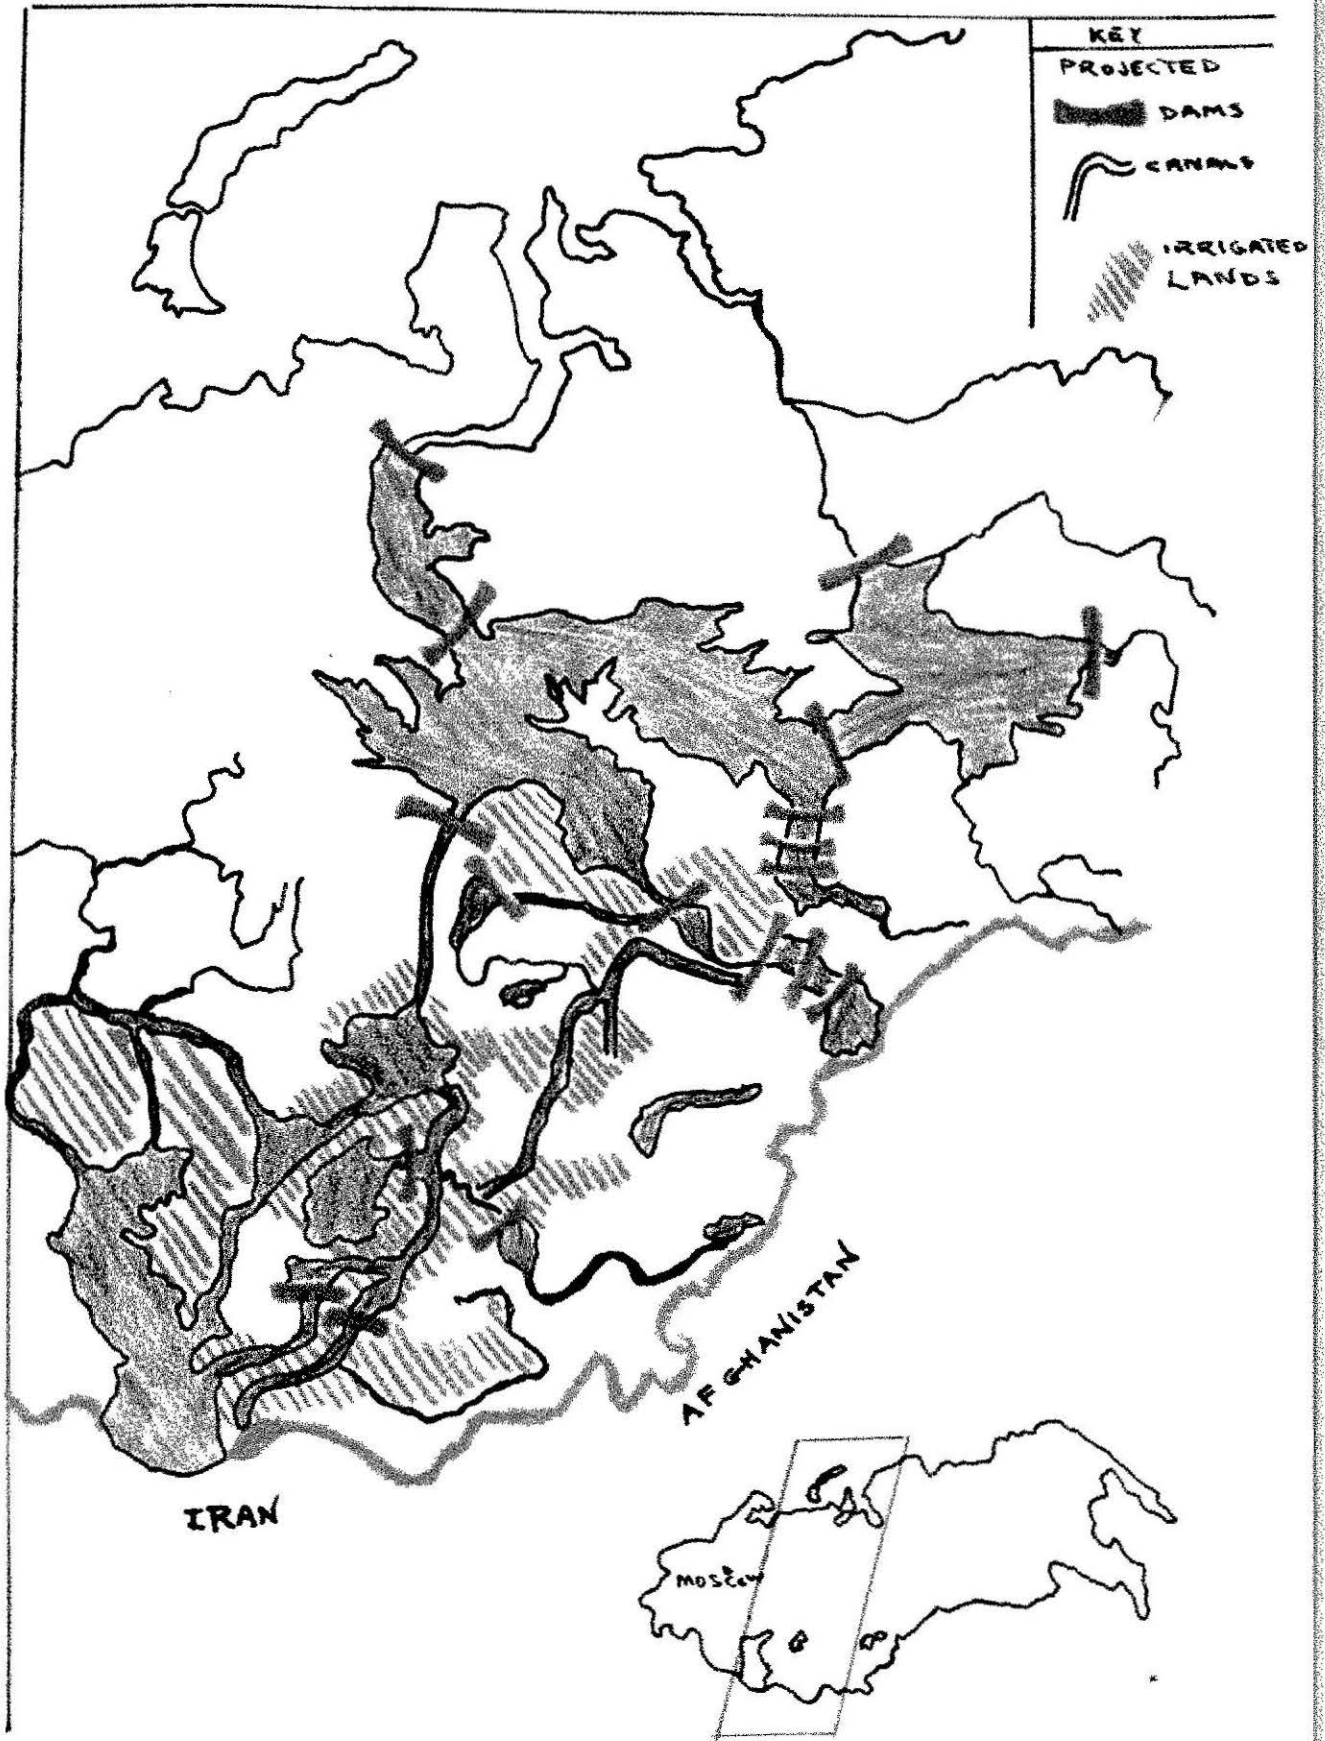 KEY
PROJECTED
DAMS
CANALS
IRRIGATED
LANDS
AFGHANISTAN
IRAN
MOSCOW